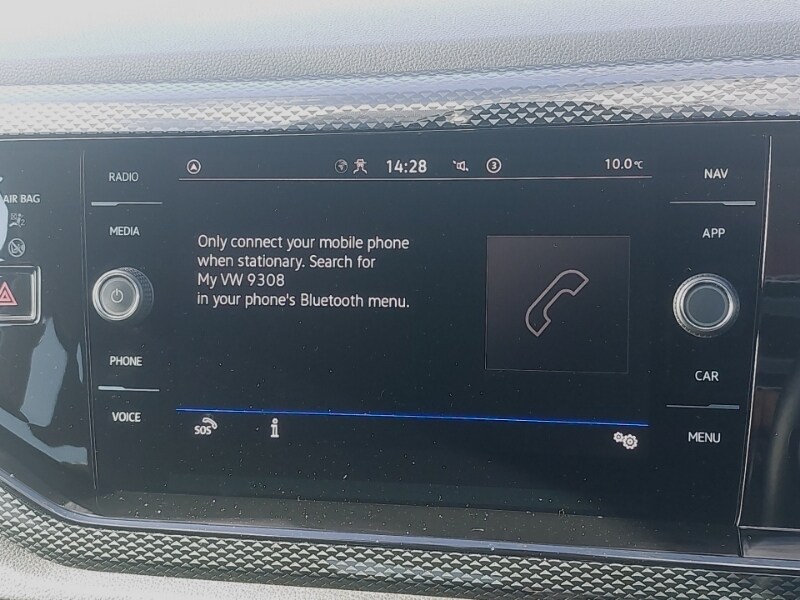 AIR BAG
RADIO
MEDIA
PHONE
VOICE
14:28
3
10.0°C
Only connect your mobile phone
when stationary. Search for
My VW 9308
in your phone's Bluetooth menu.
SOS
i
NAV
APP
CAR
MENU